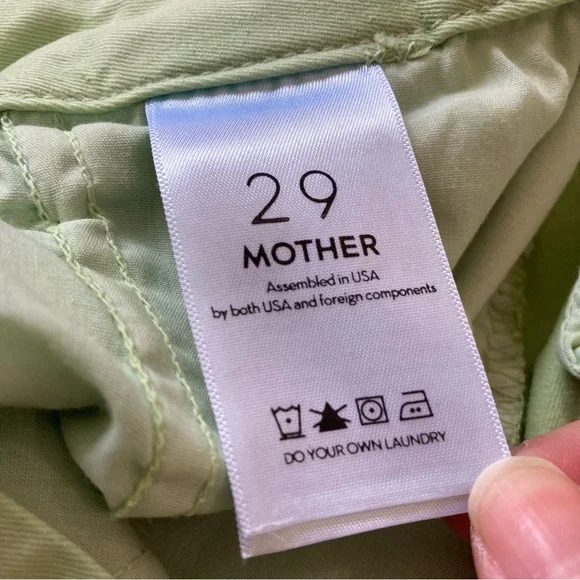 29
MOTHER
Assembled in USA
by both USA and foreign components
DO YOUR OWN LAUNDRY